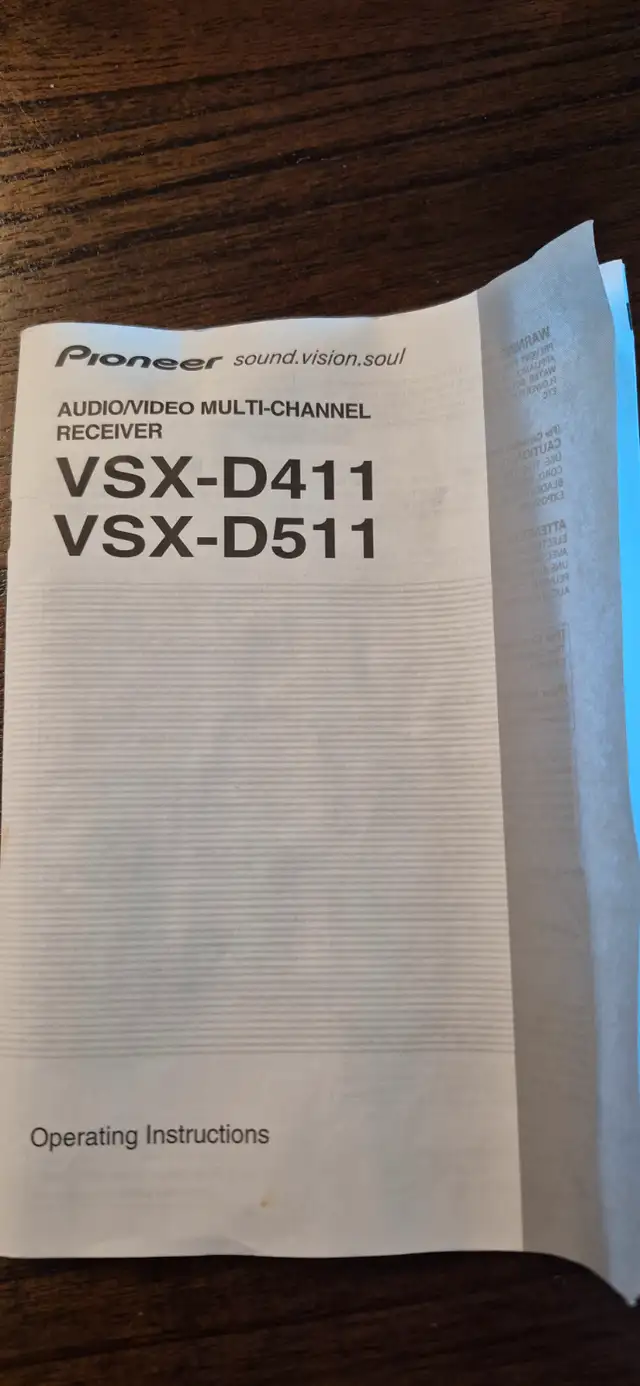 Pioneer sound.vision.soul
AUDIO/VIDEO MULTI-CHANNEL
RECEIVER
VSX-D411
VSX-D511
Operating Instructions